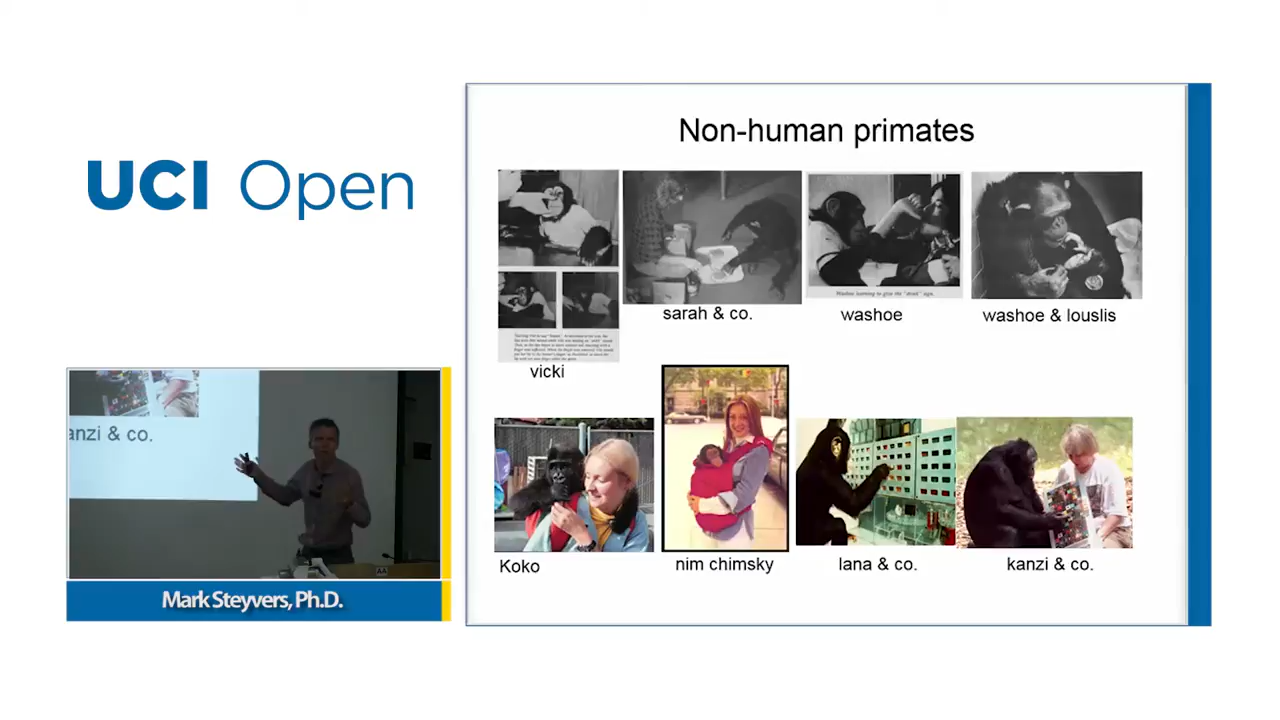 UCI Open
Non-human primates
sarah & co.
washoe
washoe & louslis
vicki
Koko
nim chimsky
lana & co.
kanzi & co.
anzi & co.
Mark Steyvers, Ph.D.